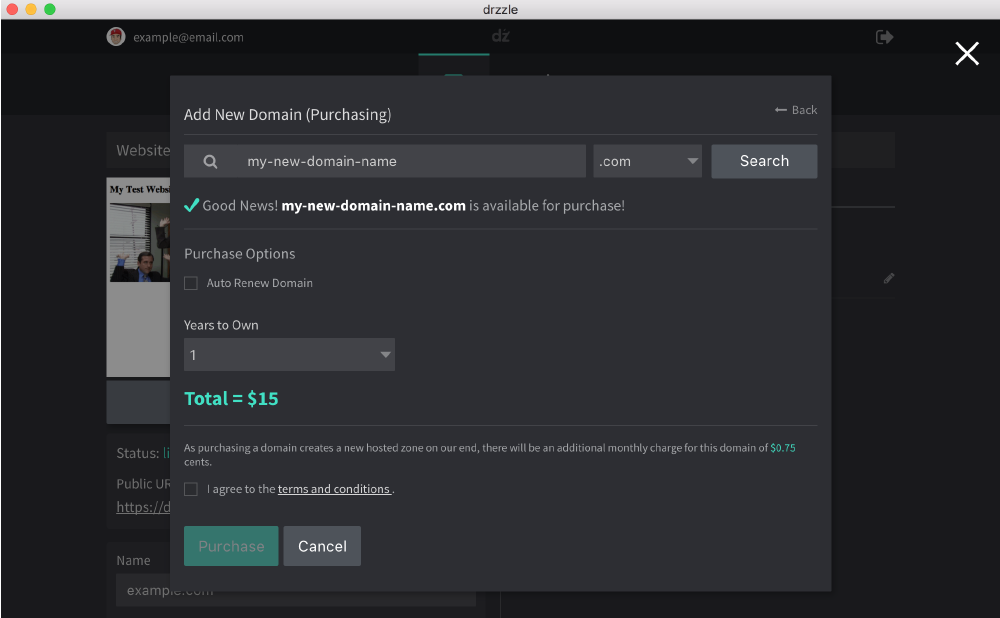 drzzle
example@email.com
dz
Add New Domain (Purchasing)
Back
Website
my-new-domain-name
.com
Search
My Test Websi
Good News! my-new-domain-name.com is available for purchase!
Purchase Options
Auto Renew Domain
Years to Own
1
Total = $15
As purchasing a domain creates a new hosted zone on our end, there will be an additional monthly charge for this domain of $0.75
cents.
Status: li
Public UR
I agree to the terms and conditions .
https://d
Purchase
Cancel
Name
example.com